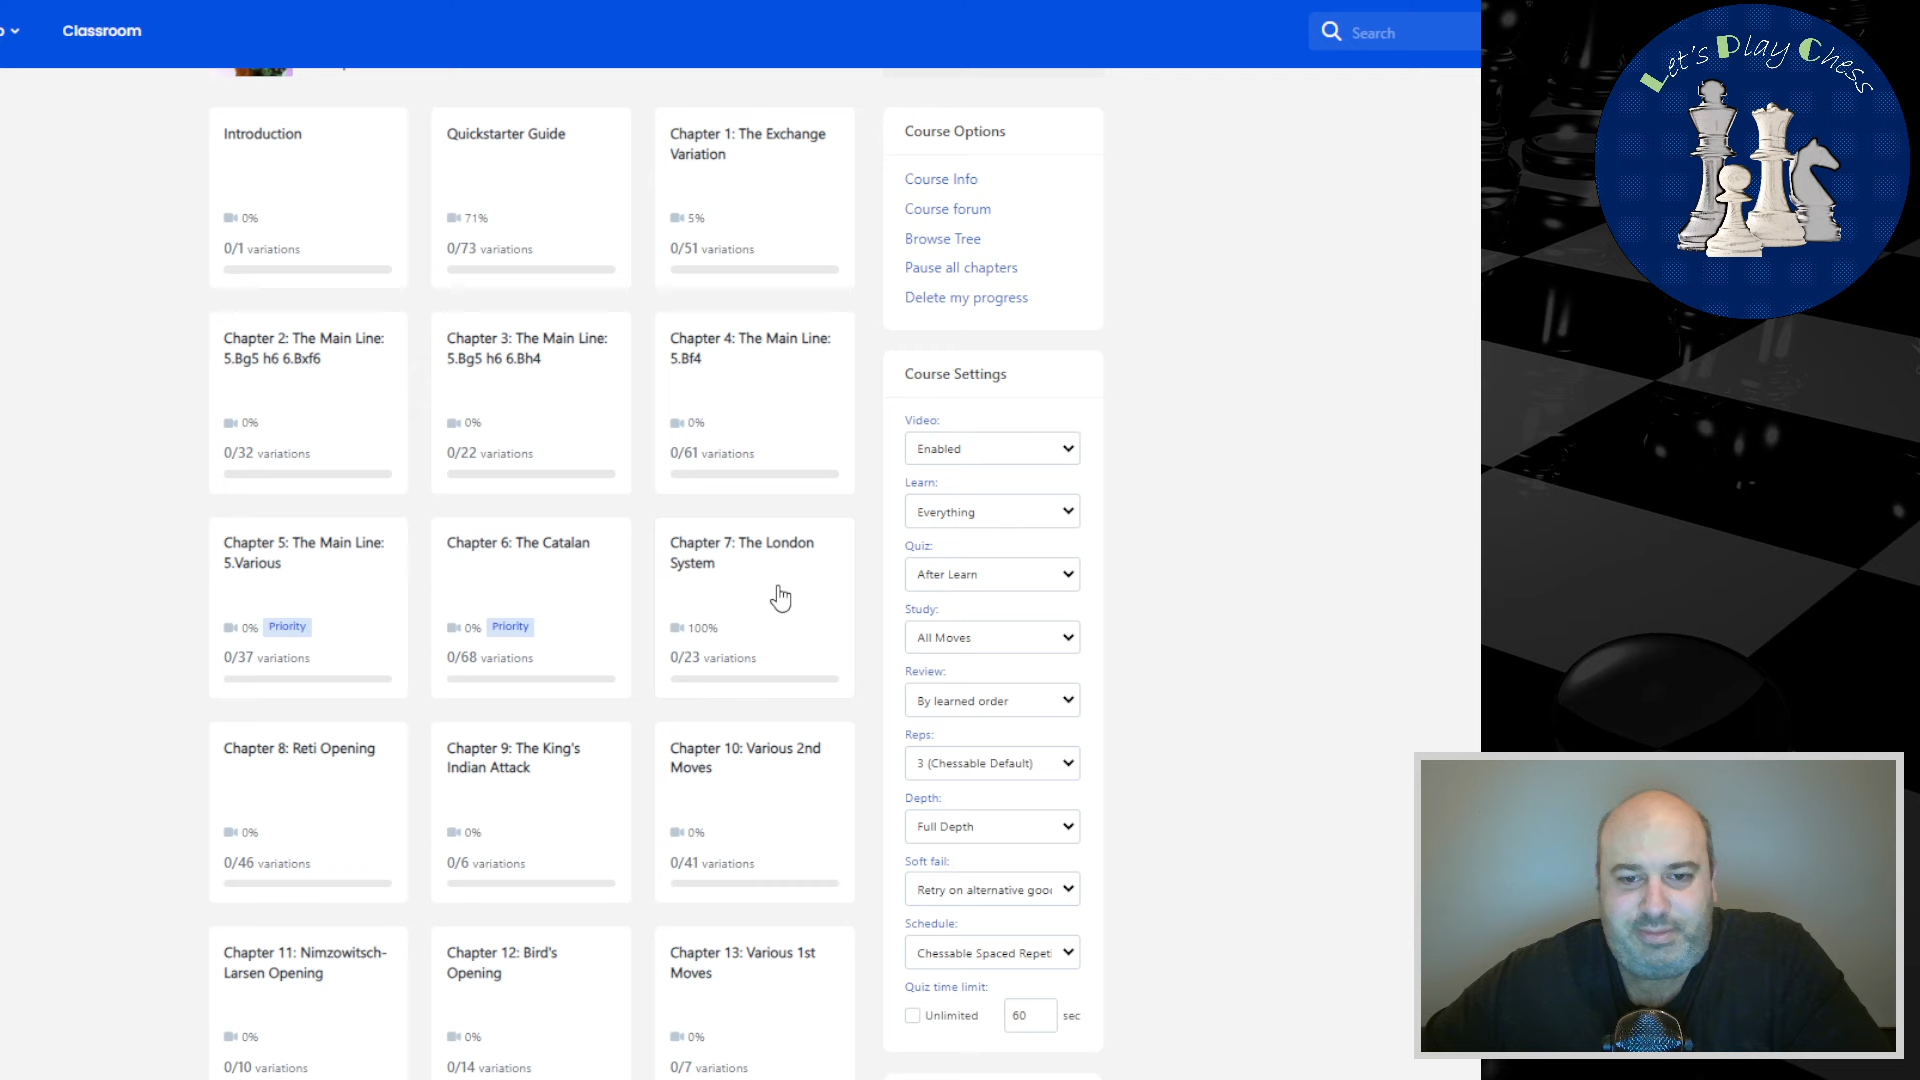 Classroom
Search
Let's Play Chess
Introduction
0%
0/1 variations
Quickstarter Guide
71%
0/73 variations
Chapter 1: The Exchange
Variation
5%
0/51 variations
Chapter 2: The Main Line:
5.Bg5 h6 6.Bxf6
0%
0/32 variations
Chapter 3: The Main Line:
5.Bg5 h6 6.Bh4
0%
0/22 variations
Chapter 4: The Main Line:
5.Bf4
0%
0/61 variations
Chapter 5: The Main Line:
5.Various
0% Priority
0/37 variations
Chapter 6: The Catalan
0% Priority
0/68 variations
Chapter 7: The London
System
100%
0/23 variations
Chapter 8: Reti Opening
0%
0/46 variations
Chapter 9: The King's
Indian Attack
0%
0/6 variations
Chapter 10: Various 2nd
Moves
0%
0/41 variations
Chapter 11: Nimzowitsch-
Larsen Opening
0%
0/10 variations
Chapter 12: Bird's
Opening
0%
0/14 variations
Chapter 13: Various 1st
Moves
0%
0/7 variations
Course Options
Course Info
Course forum
Browse Tree
Pause all chapters
Delete my progress
Course Settings
Video:
Enabled
Learn:
Everything
Quiz:
After Learn
Study:
All Moves
Review:
By learned order
Reps:
3 (Chessable Default)
Depth:
Full Depth
Soft fail:
Retry on alternative goo
Schedule:
Chessable Spaced Repeti
Quiz time limit:
Unlimited 60 sec